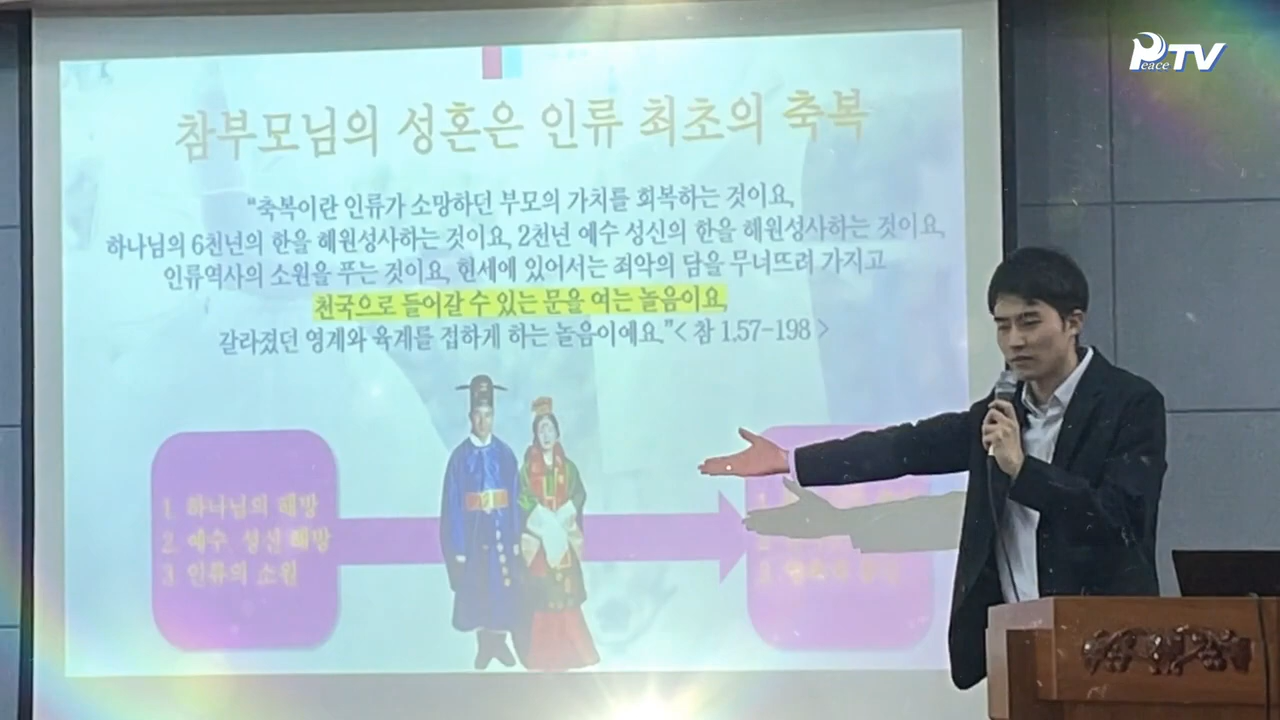 Peace TV
참부모님의 성혼은 인류 최초의 축복
"축복이란 인류가 소망하던 부모의 가치를 회복하는 것이요,
하나님의 6천년의 한을 해원성사하는 것이요, 2천년 예수 성신의 한을 해원성사하는 것이요,
인류역사의 소원을 푸는 것이요, 현세에 있어서는 죄악의 담을 무너뜨려 가지고
천국으로 들어갈 수 있는 문을 여는 놀음이요,
갈라졌던 영계와 육계를 접하게 하는 놀음이예요."< 참 1.57-198 >
1. 하나님의 해방
2. 예수 성신 해방
3. 인류의 소원
1.
2.
3.